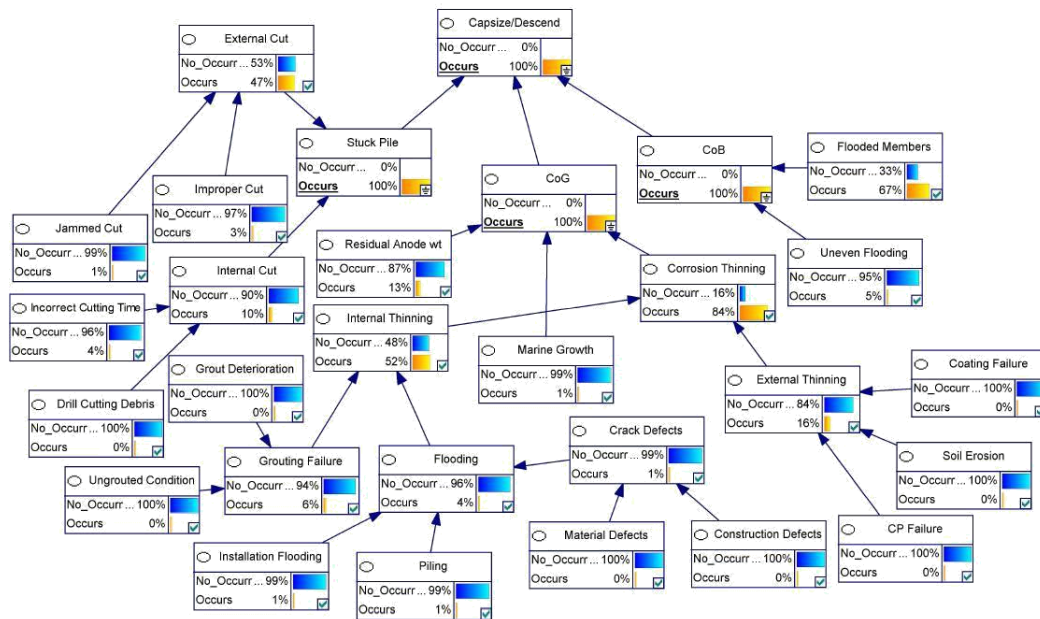 External Cut
No_Occurr ... 53%
Occurs 47%
Capsize/Descend
No_Occurr ... 0%
Occurs 100%
Stuck Pile
No_Occurr ... 0%
Occurs 100%
CoB
No_Occurr ... 0%
Occurs 100%
Flooded Members
No_Occurr ... 33%
Occurs 67%
Improper Cut
No_Occurr ... 97%
Occurs 3%
CoG
No_Occurr ... 0%
Occurs 100%
Jammed Cut
No_Occurr ... 99%
Occurs 1%
Residual Anode wt
No_Occurr ... 87%
Occurs 13%
Uneven Flooding
No_Occurr ... 95%
Occurs 5%
Internal Cut
No_Occurr ... 90%
Occurs 10%
Corrosion Thinning
No_Occurr ... 16%
Occurs 84%
Incorrect Cutting Time
No_Occurr ... 96%
Occurs 4%
Internal Thinning
No_Occurr ... 48%
Occurs 52%
Marine Growth
No_Occurr ... 99%
Occurs 1%
Grout Deterioration
No_Occurr ... 100%
Occurs 0%
External Thinning
No_Occurr ... 84%
Occurs 16%
Coating Failure
No_Occurr ... 100%
Occurs 0%
Drill Cutting Debris
No_Occurr ... 100%
Occurs 0%
Crack Defects
No_Occurr ... 99%
Occurs 1%
Grouting Failure
No_Occurr ... 94%
Occurs 6%
Flooding
No_Occurr ... 96%
Occurs 4%
Soil Erosion
No_Occurr ... 100%
Occurs 0%
Ungrouted Condition
No_Occurr ... 100%
Occurs 0%
Material Defects
No_Occurr ... 100%
Occurs 0%
Construction Defects
No_Occurr ... 100%
Occurs 0%
CP Failure
No_Occurr ... 100%
Occurs 0%
Installation Flooding
No_Occurr ... 99%
Occurs 1%
Piling
No_Occurr ... 99%
Occurs 1%